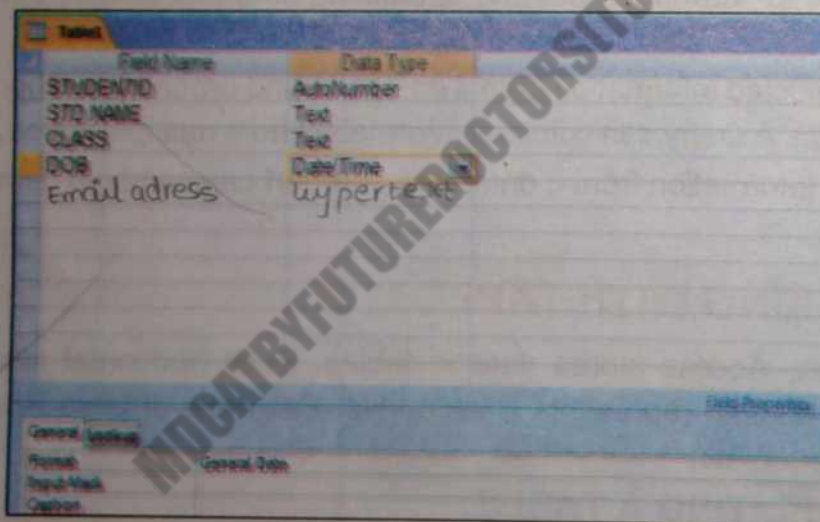 Table1
Field Name Data Type
STUDENTID AutoNumber
STD NAME Text
CLASS Text
DOB Date/Time
Email adress hypertext
Field Properties
General Lookup
Format General Date
Input Mask
Caption
MDCATBYFUTUREDOCTORSITE